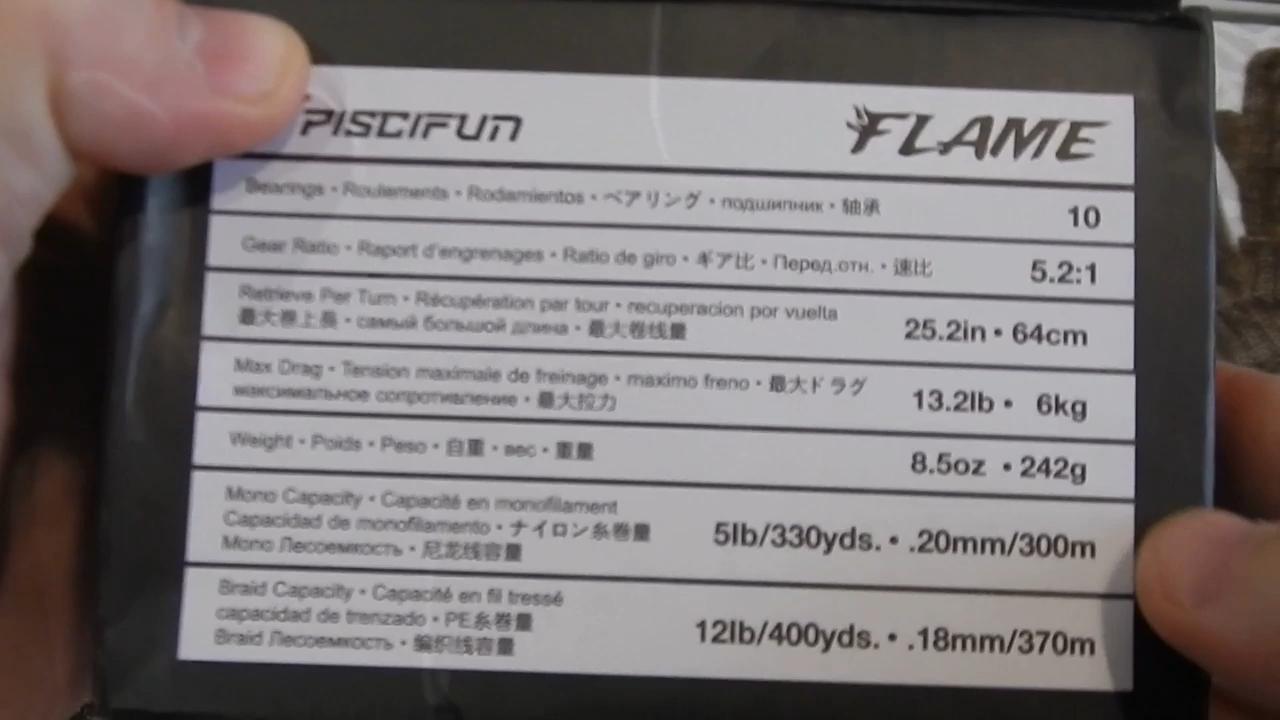 PISCIFUN FLAME
Bearings • Roulements • Rodamientos • ベアリング • подшипник • 轴承 10
Gear Ratio • Raport d'engrenages • Ratio de giro • ギア比 • Перед.отн. • 速比 5.2:1
Retrieve Per Turn • Récupération par tour • recuperacion por vuelta
最大巻上長 • самый большой длина • 最大卷线量 25.2in • 64cm
Max Drag • Tension maximale de freinage • maximo freno • 最大ドラグ
максимальное сопротивление • 最大拉力 13.2lb • 6kg
Weight • Poids • Peso • 自重 • вес • 重量 8.5oz • 242g
Mono Capacity • Capacité en monofilament
Capacidad de monofilamento • ナイロン糸巻量 5lb/330yds. • .20mm/300m
Mono Лесоемкость • 尼龙线容量
Braid Capacity • Capacité en fil tressé
capacidad de trenzado • PE糸巻量 12lb/400yds. • .18mm/370m
Braid Лесоемкость • 编织线容量